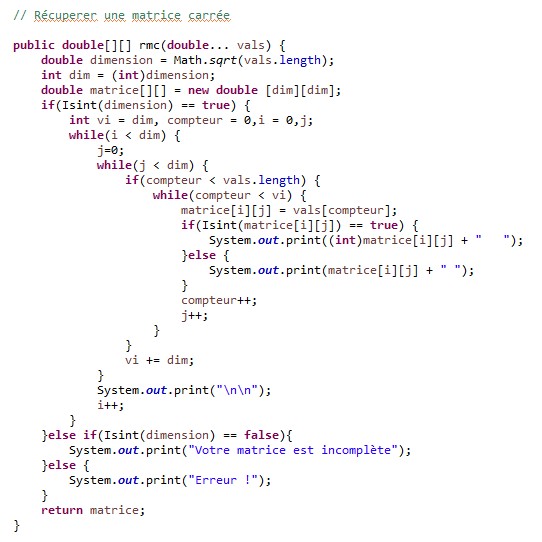 // Récuperer une matrice carrée

public double[][] rmc(double... vals) {
    double dimension = Math.sqrt(vals.length);
    int dim = (int)dimension;
    double matrice[][] = new double [dim][dim];
    if(Isint(dimension) == true) {
        int vi = dim, compteur = 0,i = 0,j;
        while(i < dim) {
            j=0;
            while(j < dim) {
                if(compteur < vals.length) {
                    while(compteur < vi) {
                        matrice[i][j] = vals[compteur];
                        if(Isint(matrice[i][j]) == true) {
                            System.out.print((int)matrice[i][j] + "   ");
                        }else {
                            System.out.print(matrice[i][j] + " ");
                        }
                        compteur++;
                        j++;
                    }
                }
                vi += dim;
            }
            System.out.print("\n\n");
            i++;
        }
    }else if(Isint(dimension) == false){
        System.out.print("Votre matrice est incomplète");
    }else {
        System.out.print("Erreur !");
    }
    return matrice;
}